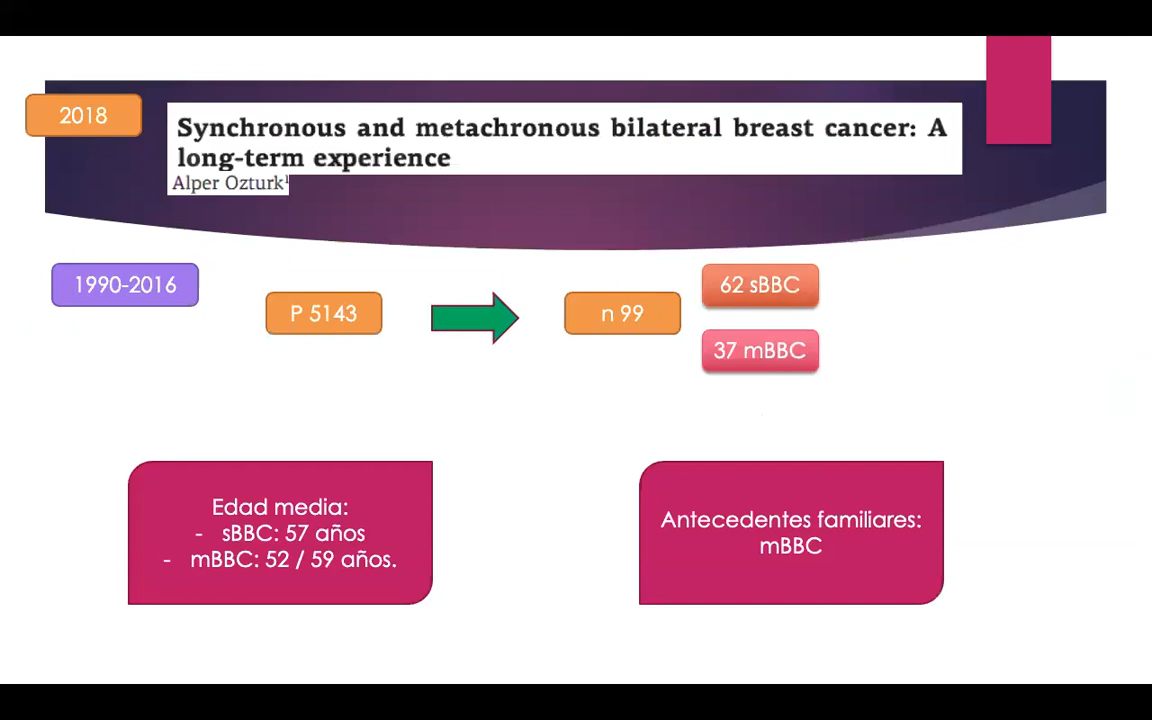 2018
Synchronous and metachronous bilateral breast cancer: A
long-term experience
Alper Ozturk¹
1990-2016
P 5143
n 99
62 sBBC
37 mBBC
Edad media:
- sBBC: 57 años
- mBBC: 52 / 59 años.
Antecedentes familiares:
mBBC